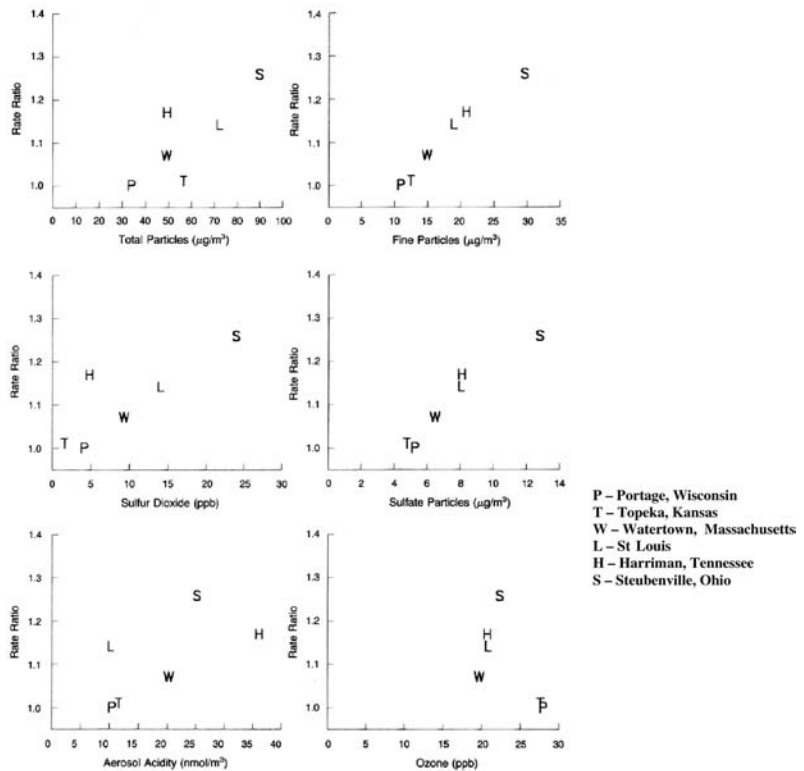 1.4
1.3
1.2
1.1
1.0
Rate Ratio
S
H
L
W
P
T
0 10 20 30 40 50 60 70 80 90 100
Total Particles (µg/m³)
1.4
1.3
1.2
1.1
1.0
Rate Ratio
S
H
L
W
T
P
0 5 10 15 20 25 30 35
Fine Particles (µg/m³)
1.4
1.3
1.2
1.1
1.0
Rate Ratio
S
H
L
W
T
P
0 5 10 15 20 25 30
Sulfur Dioxide (ppb)
1.4
1.3
1.2
1.1
1.0
Rate Ratio
S
H
L
W
T
P
0 2 4 6 8 10 12 14
Sulfate Particles (µg/m³)
P – Portage, Wisconsin
T – Topeka, Kansas
W – Watertown, Massachusetts
L – St Louis
H – Harriman, Tennessee
S – Steubenville, Ohio
1.4
1.3
1.2
1.1
1.0
Rate Ratio
S
H
L
W
P
T
0 5 10 15 20 25 30 35 40
Aerosol Acidity (nmol/m³)
1.4
1.3
1.2
1.1
1.0
Rate Ratio
S
H
L
W
T
P
0 10 20 30
Ozone (ppb)